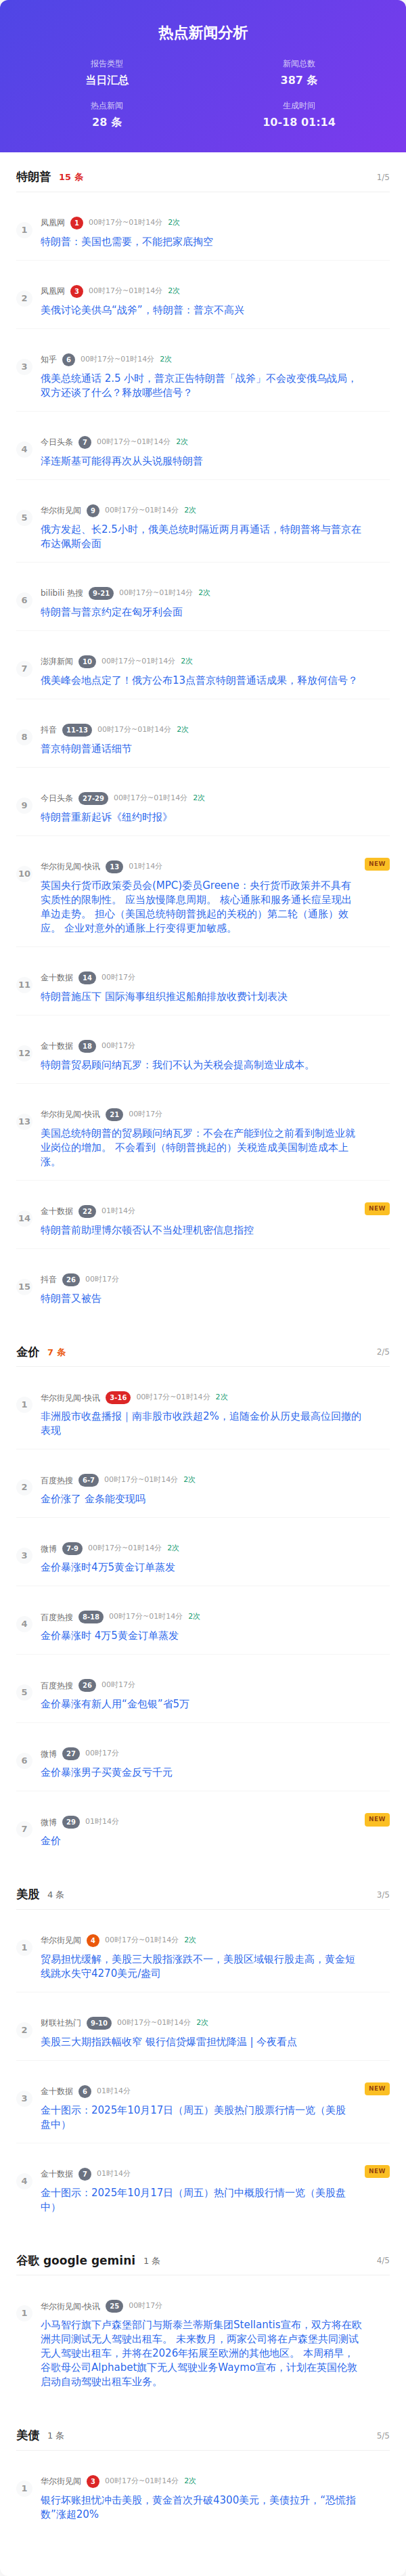 热点新闻分析
报告类型
当日汇总
新闻总数
387 条
热点新闻
28 条
生成时间
10-18 01:14
特朗普 15 条 1/5
1 凤凰网 1 00时17分~01时14分 2次
特朗普：美国也需要，不能把家底掏空
2 凤凰网 3 00时17分~01时14分 2次
美俄讨论美供乌“战斧”，特朗普：普京不高兴
3 知乎 6 00时17分~01时14分 2次
俄美总统通话 2.5 小时，普京正告特朗普「战斧」不会改变俄乌战局，
双方还谈了什么？释放哪些信号？
4 今日头条 7 00时17分~01时14分 2次
泽连斯基可能得再次从头说服特朗普
5 华尔街见闻 9 00时17分~01时14分 2次
俄方发起、长2.5小时，俄美总统时隔近两月再通话，特朗普将与普京在
布达佩斯会面
6 bilibili 热搜 9-21 00时17分~01时14分 2次
特朗普与普京约定在匈牙利会面
7 澎湃新闻 10 00时17分~01时14分 2次
俄美峰会地点定了！俄方公布13点普京特朗普通话成果，释放何信号？
8 抖音 11-13 00时17分~01时14分 2次
普京特朗普通话细节
9 今日头条 27-29 00时17分~01时14分 2次
特朗普重新起诉《纽约时报》
10 华尔街见闻-快讯 13 01时14分 NEW
英国央行货币政策委员会(MPC)委员Greene：央行货币政策并不具有
实质性的限制性。 应当放慢降息周期。 核心通胀和服务通胀长痘呈现出
单边走势。 担心（美国总统特朗普挑起的关税的）第二轮（通胀）效
应。 企业对意外的通胀上行变得更加敏感。
11 金十数据 14 00时17分
特朗普施压下 国际海事组织推迟船舶排放收费计划表决
12 金十数据 18 00时17分
特朗普贸易顾问纳瓦罗：我们不认为关税会提高制造业成本。
13 华尔街见闻-快讯 21 00时17分
美国总统特朗普的贸易顾问纳瓦罗：不会在产能到位之前看到制造业就
业岗位的增加。 不会看到（特朗普挑起的）关税造成美国制造成本上
涨。
14 金十数据 22 01时14分 NEW
特朗普前助理博尔顿否认不当处理机密信息指控
15 抖音 26 00时17分
特朗普又被告
金价 7 条 2/5
1 华尔街见闻-快讯 3-16 00时17分~01时14分 2次
非洲股市收盘播报｜南非股市收跌超2%，追随金价从历史最高位回撤的
表现
2 百度热搜 6-7 00时17分~01时14分 2次
金价涨了 金条能变现吗
3 微博 7-9 00时17分~01时14分 2次
金价暴涨时4万5黄金订单蒸发
4 百度热搜 8-18 00时17分~01时14分 2次
金价暴涨时 4万5黄金订单蒸发
5 百度热搜 26 00时17分
金价暴涨有新人用“金包银”省5万
6 微博 27 00时17分
金价暴涨男子买黄金反亏千元
7 微博 29 01时14分 NEW
金价
美股 4 条 3/5
1 华尔街见闻 4 00时17分~01时14分 2次
贸易担忧缓解，美股三大股指涨跌不一，美股区域银行股走高，黄金短
线跳水失守4270美元/盎司
2 财联社热门 9-10 00时17分~01时14分 2次
美股三大期指跌幅收窄 银行信贷爆雷担忧降温 | 今夜看点
3 金十数据 6 01时14分 NEW
金十图示：2025年10月17日（周五）美股热门股票行情一览（美股
盘中）
4 金十数据 7 01时14分 NEW
金十图示：2025年10月17日（周五）热门中概股行情一览（美股盘
中）
谷歌 google gemini 1 条 4/5
1 华尔街见闻-快讯 25 00时17分
小马智行旗下卢森堡部门与斯泰兰蒂斯集团Stellantis宣布，双方将在欧
洲共同测试无人驾驶出租车。 未来数月，两家公司将在卢森堡共同测试
无人驾驶出租车，并将在2026年拓展至欧洲的其他地区。 本周稍早，
谷歌母公司Alphabet旗下无人驾驶业务Waymo宣布，计划在英国伦敦
启动自动驾驶出租车业务。
美债 1 条 5/5
1 华尔街见闻 3 00时17分~01时14分 2次
银行坏账担忧冲击美股，黄金首次升破4300美元，美债拉升，“恐慌指
数”涨超20%